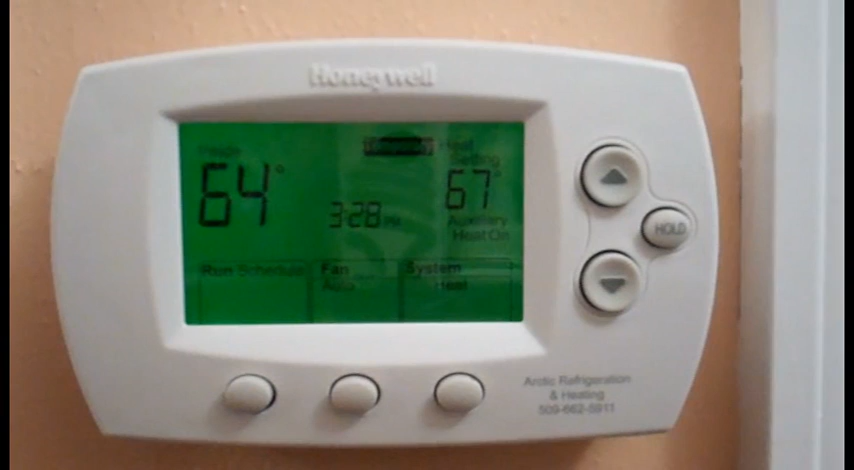 Honeywell
Inside
Temporary Heat
Setting
64°
67°
3:28 PM
Auxiliary
Heat On
Run Schedule
Fan
Auto
System
Heat
HOLD
Arctic Refrigeration
& Heating
509-662-5911